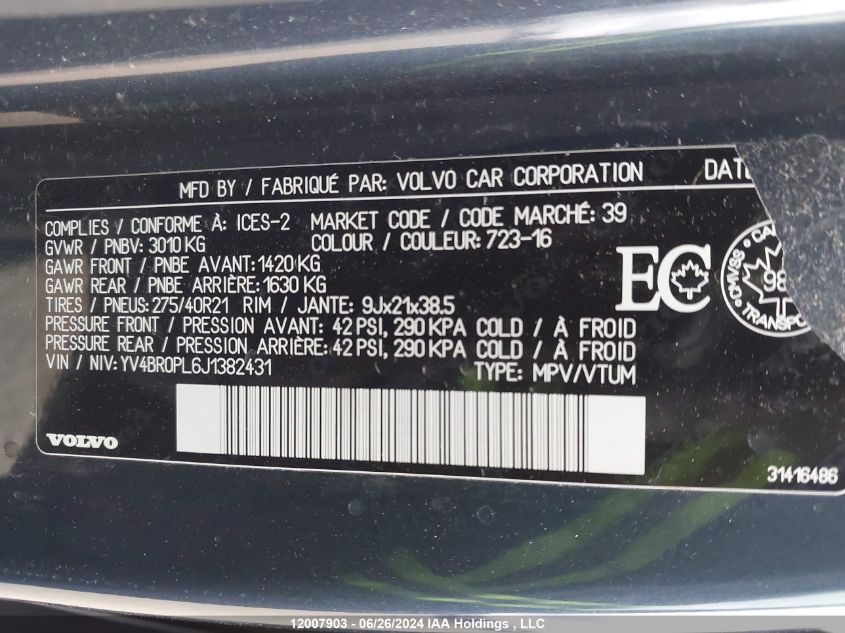 MFD BY / FABRIQUÉ PAR: VOLVO CAR CORPORATION
COMPLIES / CONFORME À: ICES-2 MARKET CODE / CODE MARCHÉ: 39
GVWR / PNBV: 3010 KG COLOUR / COULEUR: 723-16
GAWR FRONT / PNBE AVANT: 1420 KG
GAWR REAR / PNBE ARRIÈRE: 1630 KG
TIRES / PNEUS: 275/40R21 RIM / JANTE: 9Jx21x38.5
PRESSURE FRONT / PRESSION AVANT: 42 PSI, 290 KPA COLD / À FROID
PRESSURE REAR / PRESSION ARRIÈRE: 42 PSI, 290 KPA COLD / À FROID
VIN / NIV: YV4BR0PL6J1382431 TYPE: MPV/VTUM
EC
CMVSS
VOLVO
31416486
12007903 - 06/26/2024 IAA Holdings , LLC